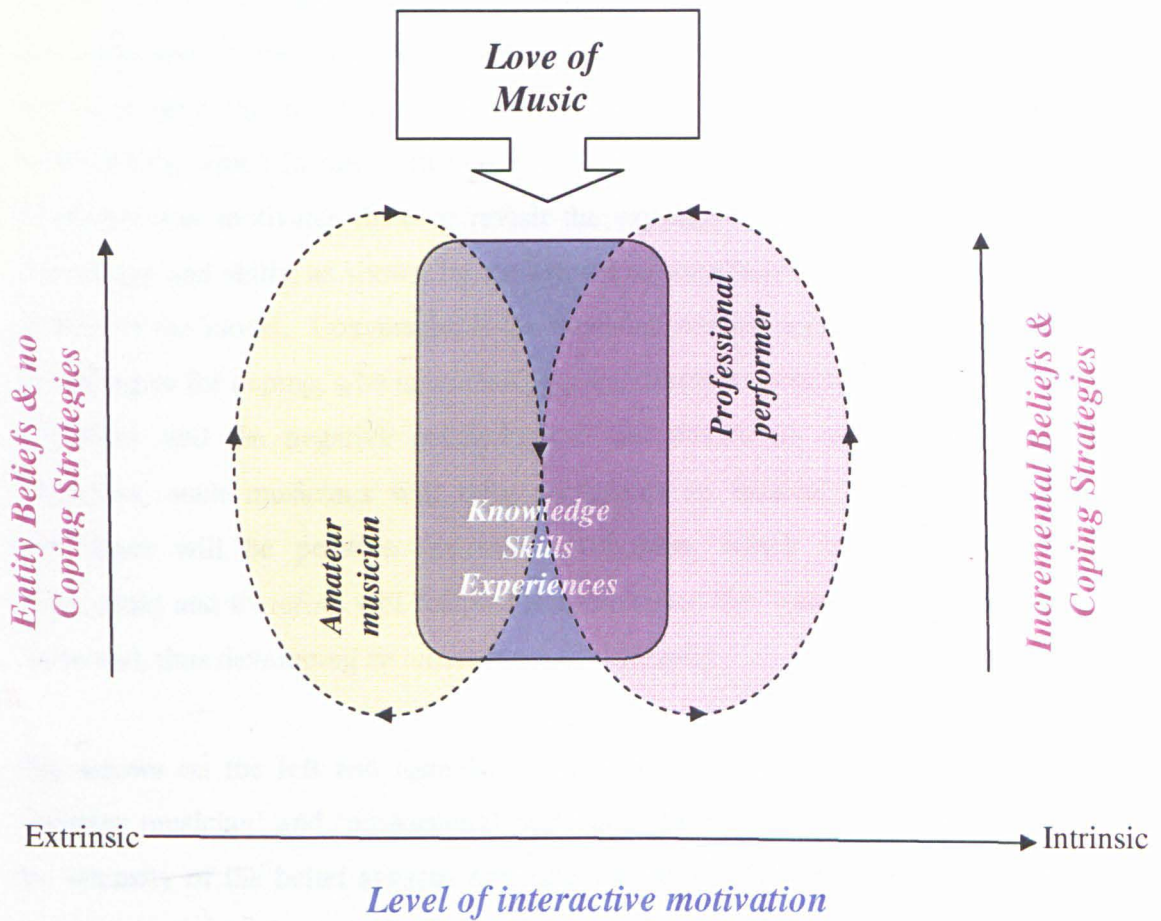 Love of
Music
Entity Beliefs & no
Coping Strateges
Amateur
musician
Knowledge
Skills
Experiences
Professional
performer
Incremental Beliefs &
Coping Strategies
Extrinsic
Intrinsic
Level of interactive motivation